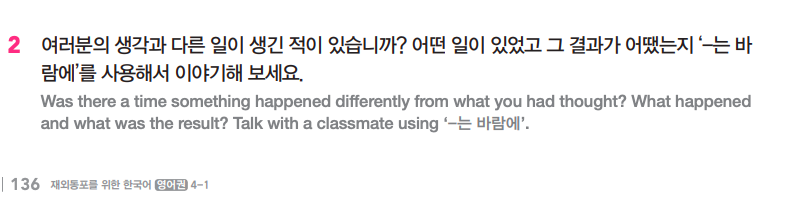 2 여러분의 생각과 다른 일이 생긴 적이 있습니까? 어떤 일이 있었고 그 결과가 어땠는지 ‘–는 바
람에’를 사용해서 이야기해 보세요.
Was there a time something happened differently from what you had thought? What happened
and what was the result? Talk with a classmate using ‘–는 바람에’.
136 재외동포를 위한 한국어 영어권 4–1